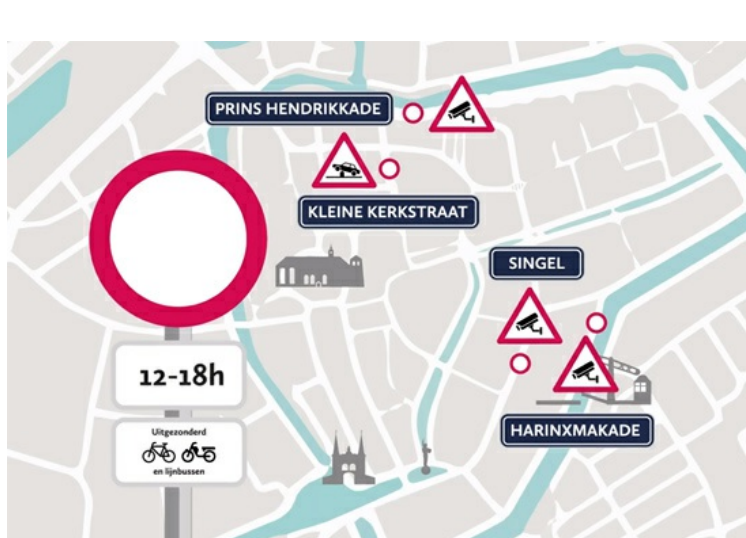 PRINS HENDRIKKADE
KLEINE KERKSTRAAT
SINGEL
12-18h
HARINXMAKADE
Uitgezonderd
en lijnbussen